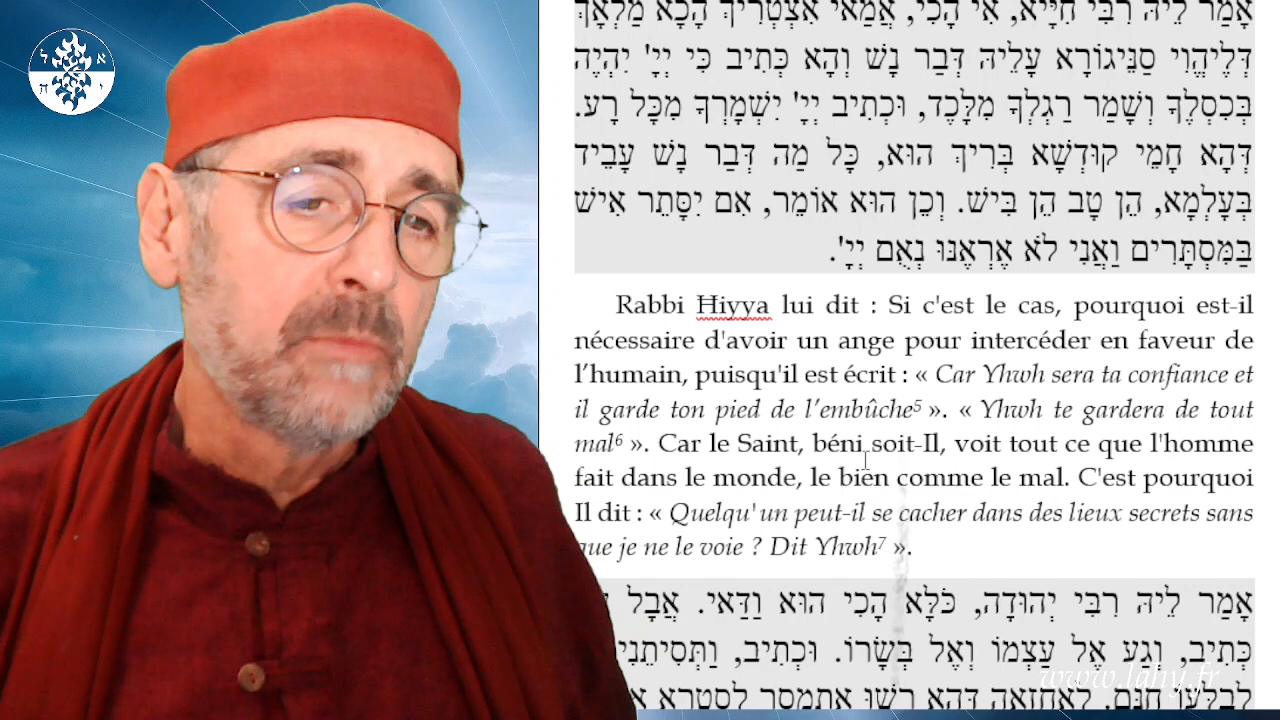 אָמַר לֵיהּ רִבִּי חִיָּיא, אִי הָכִי, אֲמַאי אִצְטְרִיךְ הָכָא מַלְאָךְ
דְּלֶיהֱוֵי סַנֵּיגוֹרָא עָלֵיהּ דְּבַר נָשׁ וְהָא כְּתִיב כִּי יְיָ' יִהְיֶה
בְּכִסְלֶךָ וְשָׁמַר רַגְלְךָ מִלָּכֶד, וּכְתִיב יְיָ' יִשְׁמָרְךָ מִכָּל רָע.
דְּהָא חָמֵי קוּדְשָׁא בְּרִיךְ הוּא, כָּל מַה דְּבַר נָשׁ עָבֵיד
בְּעָלְמָא, הֵן טָב הֵן בִּישׁ. וְכֵן הוּא אוֹמֵר, אִם יִסָּתֵר אִישׁ
בַּמִּסְתָּרִים וַאֲנִי לֹא אֶרְאֶנּוּ נְאֻם יְיָ'.
Rabbi Ħiyya lui dit : Si c'est le cas, pourquoi est-il
nécessaire d'avoir un ange pour intercéder en faveur de
l’humain, puisqu'il est écrit : « Car Yhwh sera ta confiance et
il garde ton pied de l’embûche⁵ ». « Yhwh te gardera de tout
mal⁶ ». Car le Saint, béni soit-Il, voit tout ce que l'homme
fait dans le monde, le bien comme le mal. C'est pourquoi
Il dit : « Quelqu'un peut-il se cacher dans des lieux secrets sans
que je ne le voie ? Dit Yhwh⁷ ».
אָמַר לֵיהּ רִבִּי יְהוּדָה, כֹּלָּא הָכִי הוּא וַדַּאי. אֲבָל
כְּתִיב, וְגַע אֶל עַצְמוֹ וְאֶל בְּשָׂרוֹ. וּכְתִיב, וַתְּסִיתֵנִי
לְבַלְּעוֹ חִנָּם. לְאַחֲזָאָה דְּהָא רְשׁוּ אִתְמְסַר לְסִטְרָא
www.lahy.fr